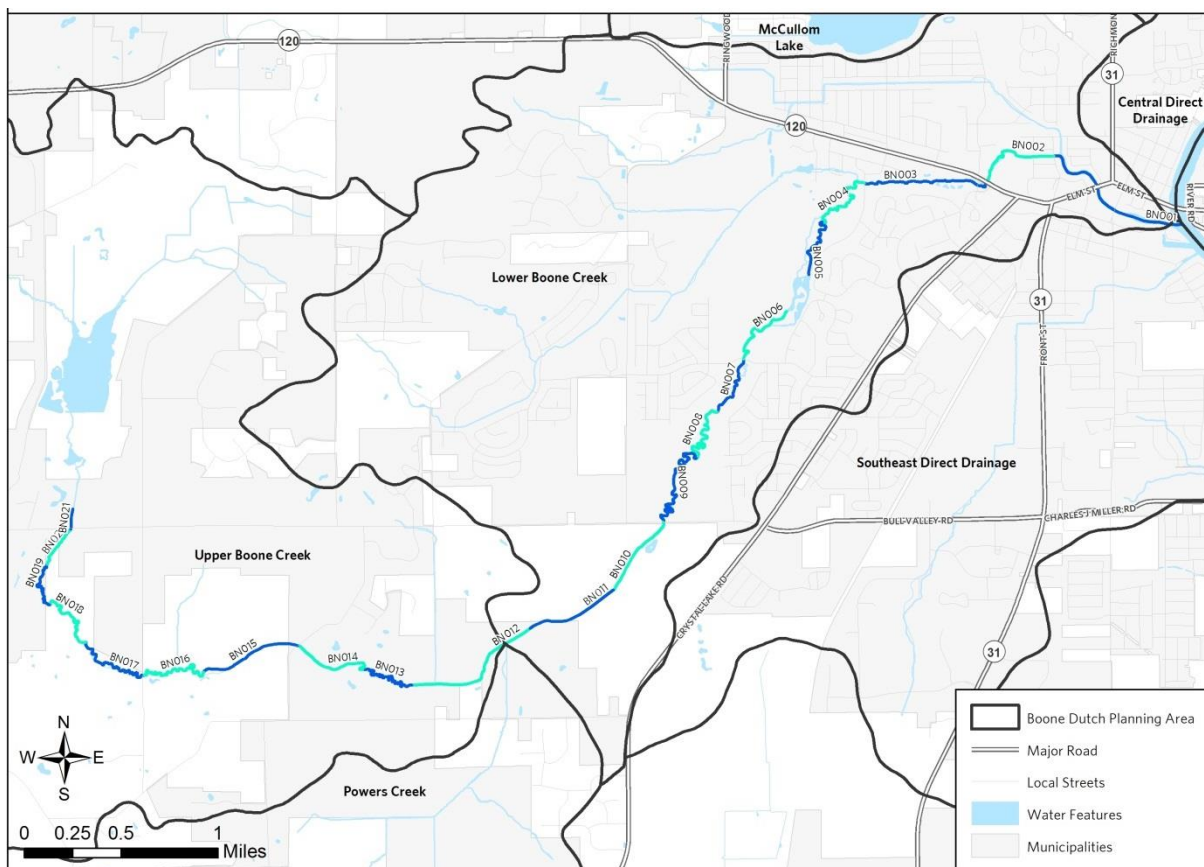 McCullom
Lake
RINGWOOD
RICHMON
120
31
Central Direct
Drainage
120
BN002
BN003
BN004
ELM ST
ELM ST
RIVER RD
BN001
BN005
Lower Boone Creek
31
BN006
FRONT ST
BN007
BN008
Southeast Direct Drainage
BN009
BULL VALLEY RD
CHARLES J MILLER RD
BN021
BN020
Upper Boone Creek
BN010
BN019
BN011
CRYSTAL LAKE RD
BN018
BN012
BN015
BN017
BN016
BN014
BN013
31
N
W
E
S
Powers Creek
0 0.25 0.5 1
Miles
Boone Dutch Planning Area
Major Road
Local Streets
Water Features
Municipalities